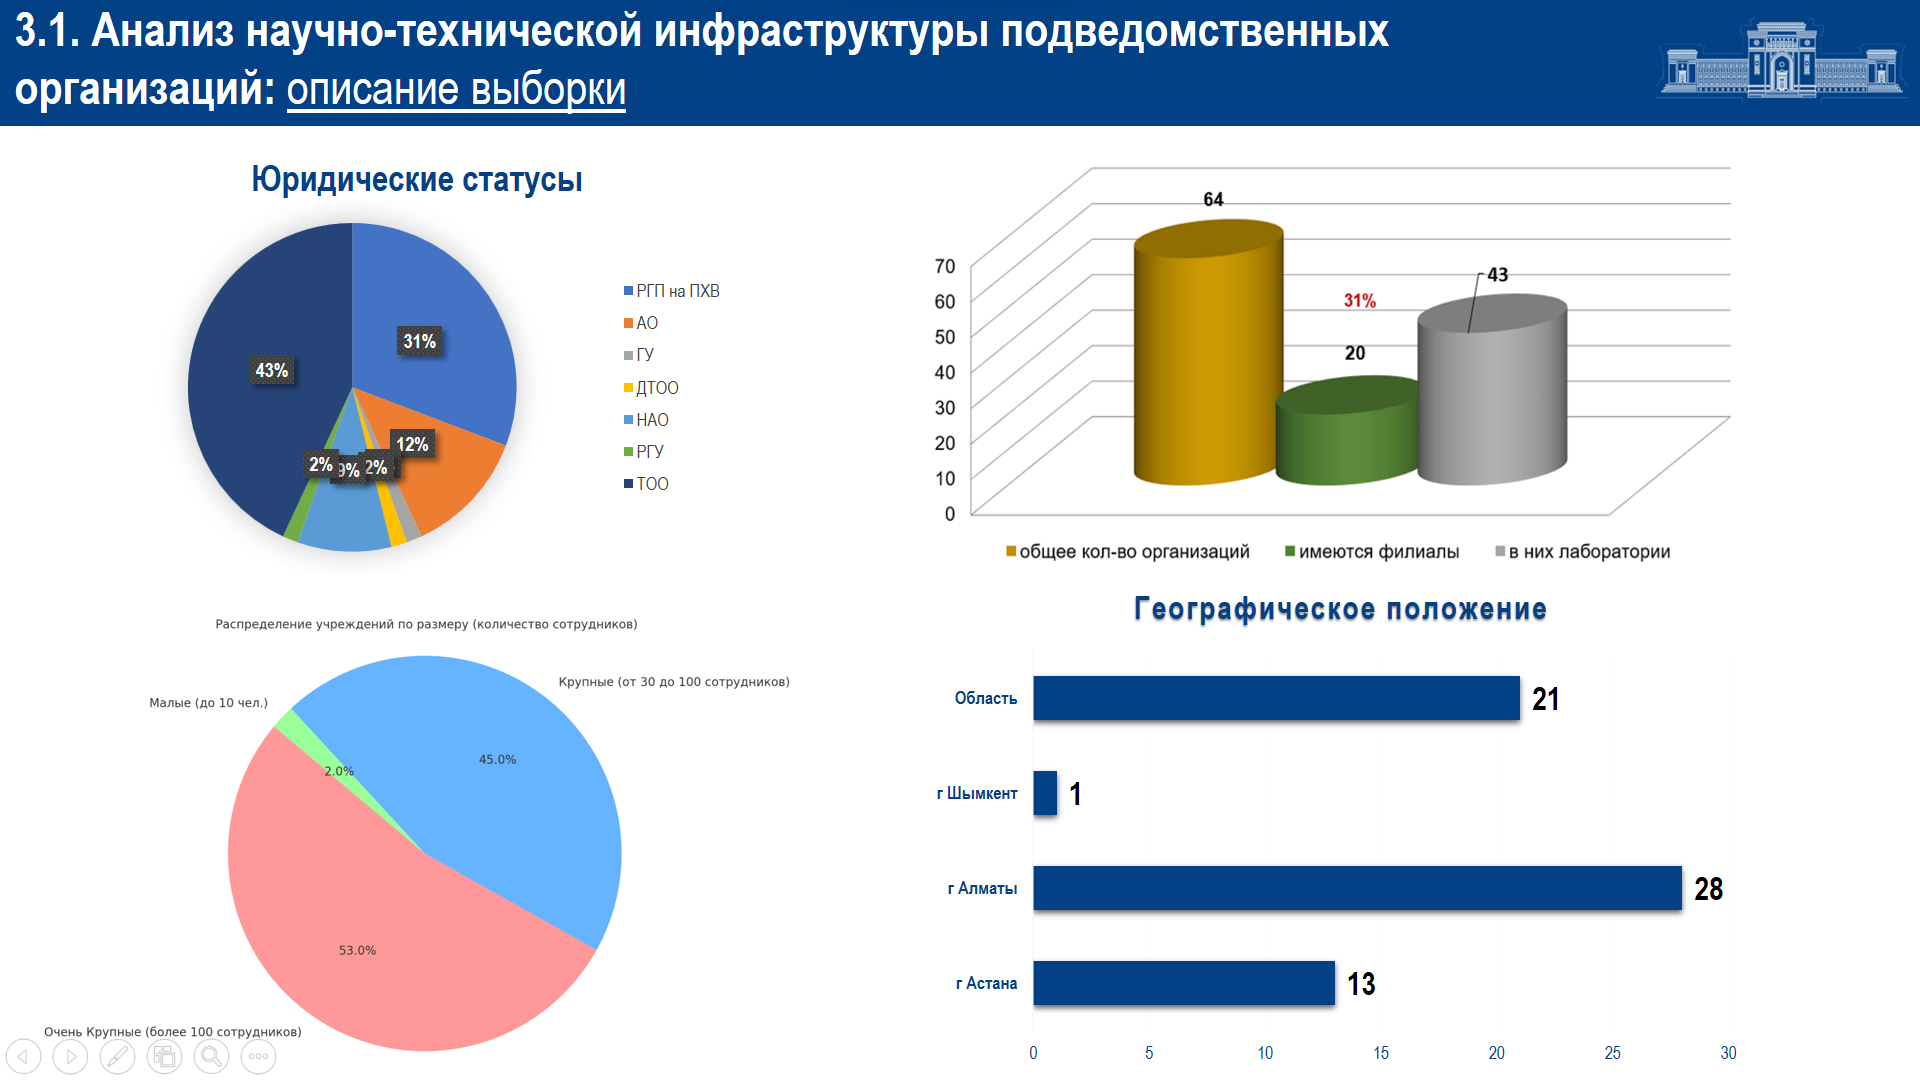 3.1. Анализ научно-технической инфраструктуры подведомственных
организаций: описание выборки
Юридические статусы
31%
43%
12%
2%
9%
2%
РГП на ПХВ
АО
ГУ
ДТОО
НАО
РГУ
ТОО
64
43
31%
20
70
60
50
40
30
20
10
0
общее кол-во организаций
имеются филиалы
в них лаборатории
Распределение учреждений по размеру (количество сотрудников)
Крупные (от 30 до 100 сотрудников)
Малые (до 10 чел.)
45.0%
2.0%
53.0%
Очень Крупные (более 100 сотрудников)
Географическое положение
Область
21
г Шымкент
1
г Алматы
28
г Астана
13
0
5
10
15
20
25
30